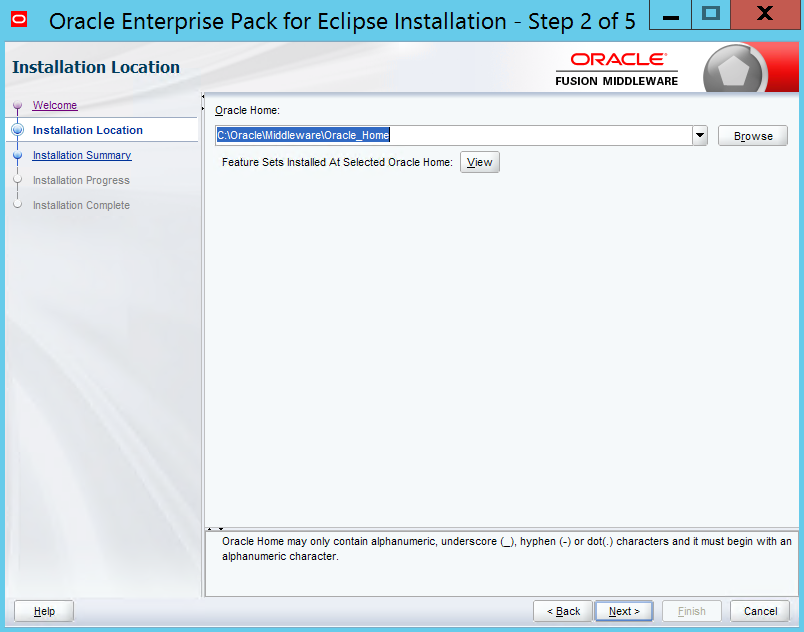 Oracle Enterprise Pack for Eclipse Installation - Step 2 of 5
Installation Location
ORACLE
FUSION MIDDLEWARE
Welcome
Installation Location
Installation Summary
Installation Progress
Installation Complete
Oracle Home:
C:\Oracle\Middleware\Oracle_Home
Browse
Feature Sets Installed At Selected Oracle Home: View
Oracle Home may only contain alphanumeric, underscore (_), hyphen (-) or dot(.) characters and it must begin with an
alphanumeric character.
Help
< Back
Next >
Finish
Cancel